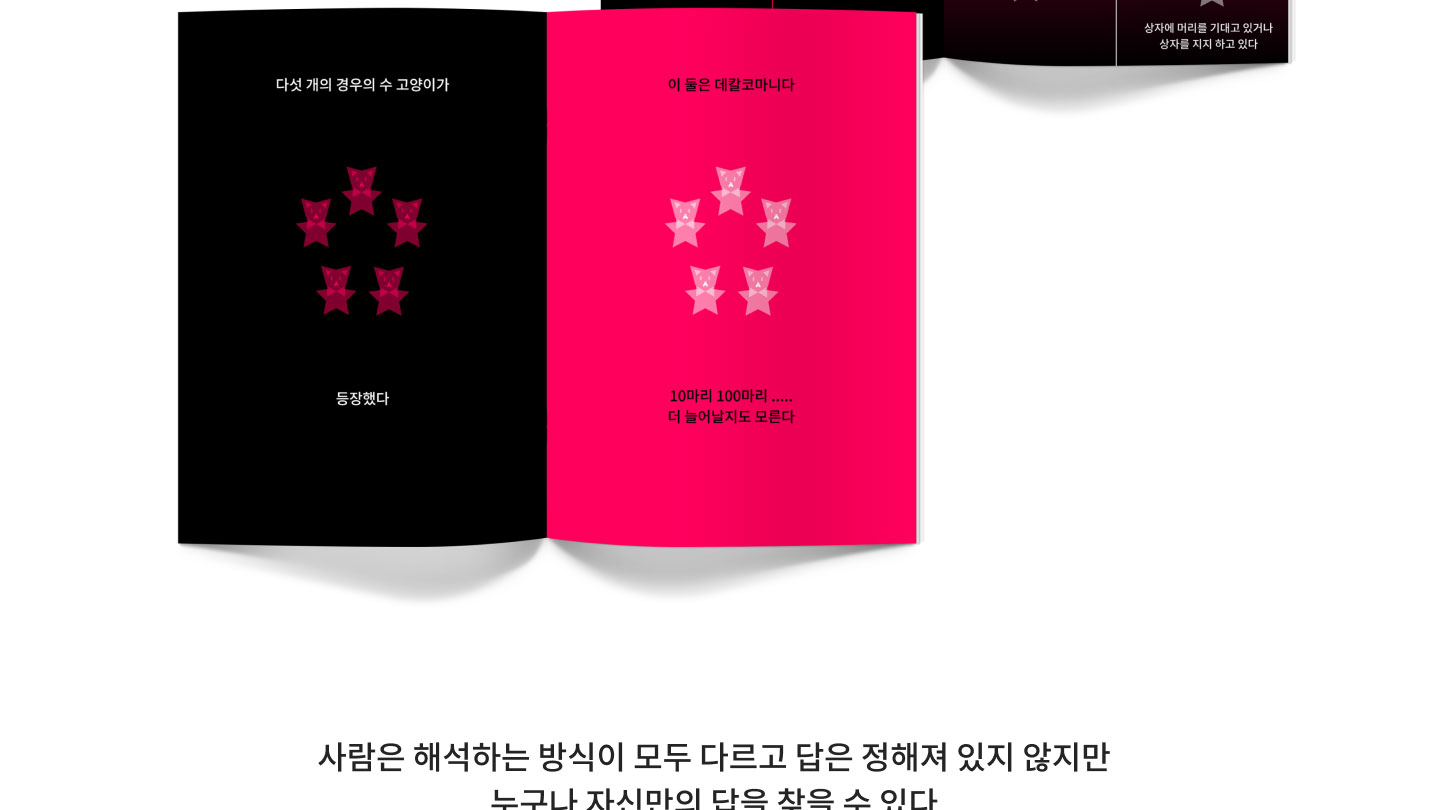 상자에 머리를 기대고 있거나
상자를 지지 하고 있다
다섯 개의 경우의 수 고양이가
등장했다
이 둘은 데칼코마니다
10마리 100마리 .....
더 늘어날지도 모른다
사람은 해석하는 방식이 모두 다르고 답은 정해져 있지 않지만
누구나 자신만의 답을 찾을 수 있다